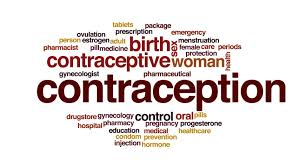 tablets package
ovulation prescription emergency
person estrogen adult birth sex menstruation
pharmacist pill medicine female care periods
contraceptive woman health
gynecologist pharmaceutical
contraception
drugstore gynecology control oral pills
hospital pharmacy pregnancy progesterone
education medical healthcare
condom prevention
injection hormone